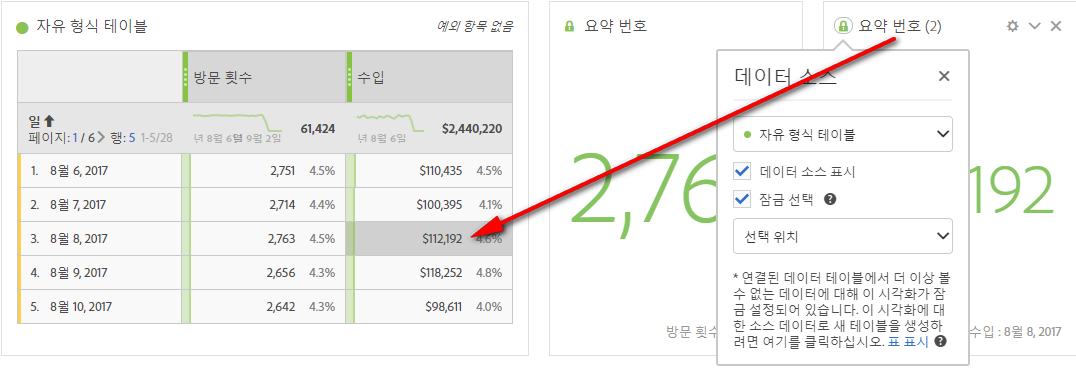 자유 형식 테이블
예외 항목 없음
방문 횟수
수입
일
년 8월 6일 년 9월 2일
61,424
년 8월 6일
$2,440,220
페이지: 1 / 6 행: 5 1-5/28
1. 8월 6, 2017 2,751 4.5% $110,435 4.5%
2. 8월 7, 2017 2,714 4.4% $100,395 4.1%
3. 8월 8, 2017 2,763 4.5% $112,192 4.6%
4. 8월 9, 2017 2,656 4.3% $118,252 4.8%
5. 8월 10, 2017 2,642 4.3% $98,611 4.0%
요약 번호
2,76
방문 횟수
요약 번호 (2)
192
수입 : 8월 8, 2017
데이터 소스
자유 형식 테이블
데이터 소스 표시
잠금 선택
선택 위치
* 연결된 데이터 테이블에서 더 이상 볼
수 없는 데이터에 대해 이 시각화가 잠
금 설정되어 있습니다. 이 시각화에 대
한 소스 데이터로 새 테이블을 생성하
려면 여기를 클릭하십시오. 표 표시